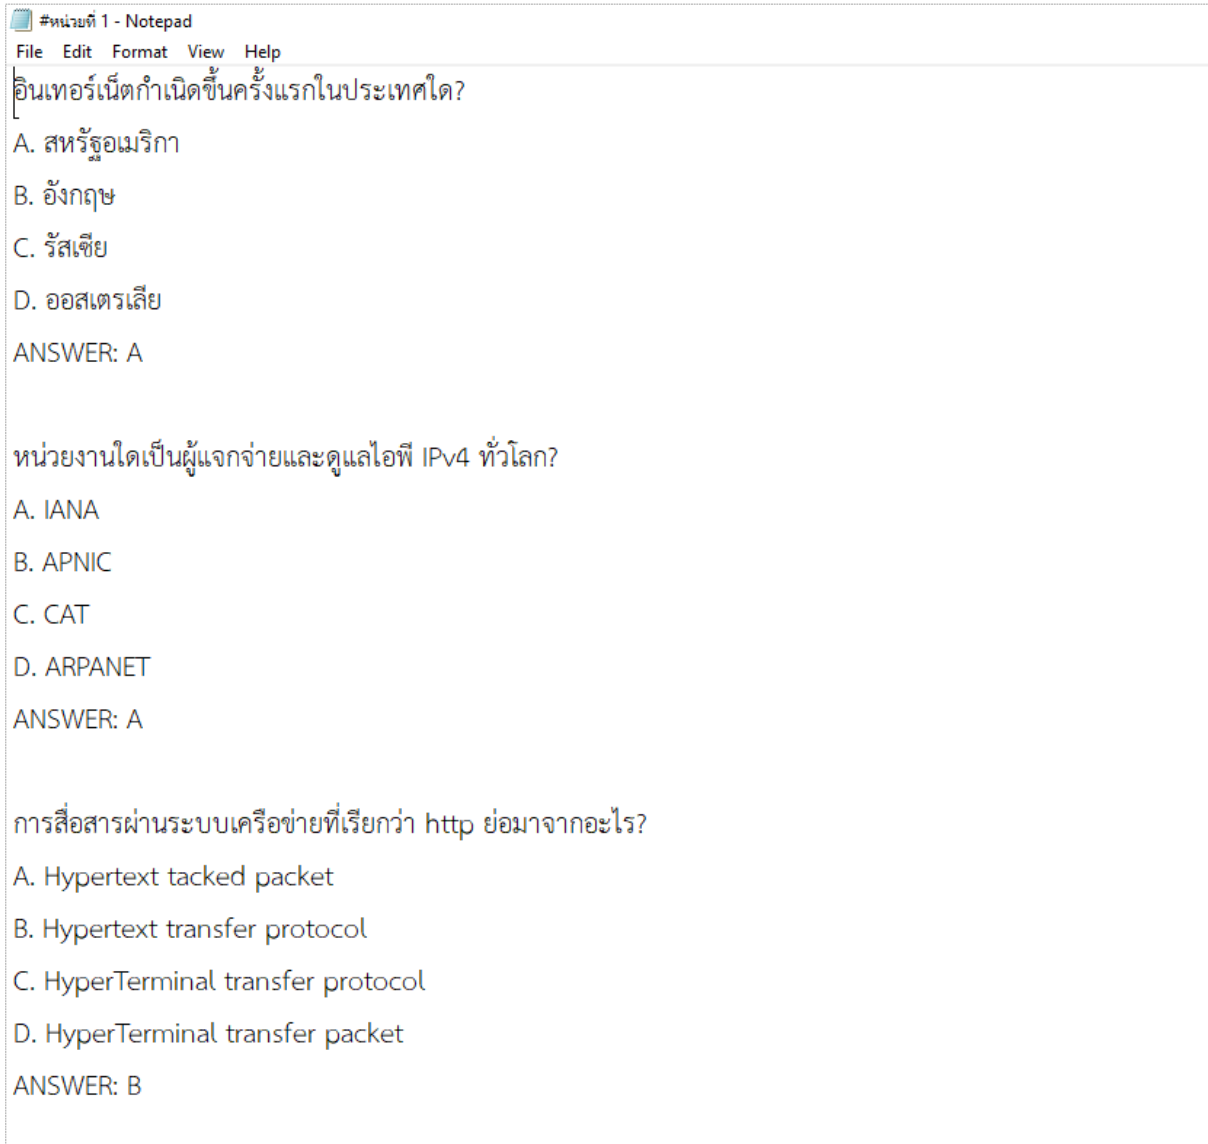 #หน่วยที่ 1 - Notepad
File Edit Format View Help
อินเทอร์เน็ตกำเนิดขึ้นครั้งแรกในประเทศใด?
A. สหรัฐอเมริกา
B. อังกฤษ
C. รัสเซีย
D. ออสเตรเลีย
ANSWER: A
หน่วยงานใดเป็นผู้แจกจ่ายและดูแลไอพี IPv4 ทั่วโลก?
A. IANA
B. APNIC
C. CAT
D. ARPANET
ANSWER: A
การสื่อสารผ่านระบบเครือข่ายที่เรียกว่า http ย่อมาจากอะไร?
A. Hypertext tacked packet
B. Hypertext transfer protocol
C. HyperTerminal transfer protocol
D. HyperTerminal transfer packet
ANSWER: B